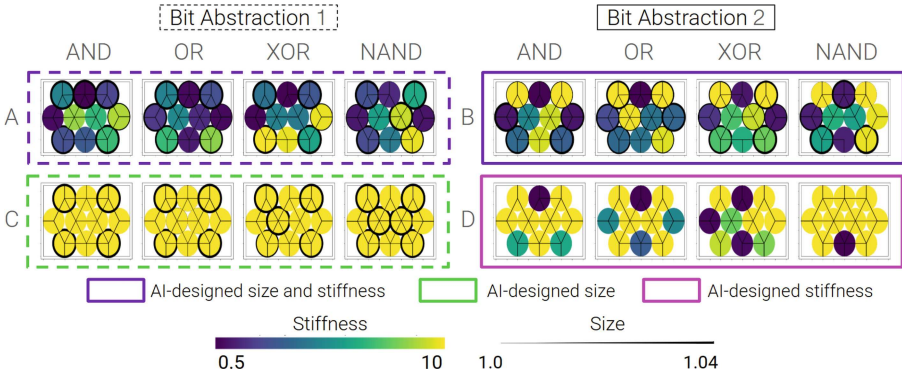 Bit Abstraction 1
Bit Abstraction 2
AND OR XOR NAND
AND OR XOR NAND
A
B
C
D
AI-designed size and stiffness
AI-designed size
AI-designed stiffness
Stiffness
Size
0.5 10
1.0 1.04